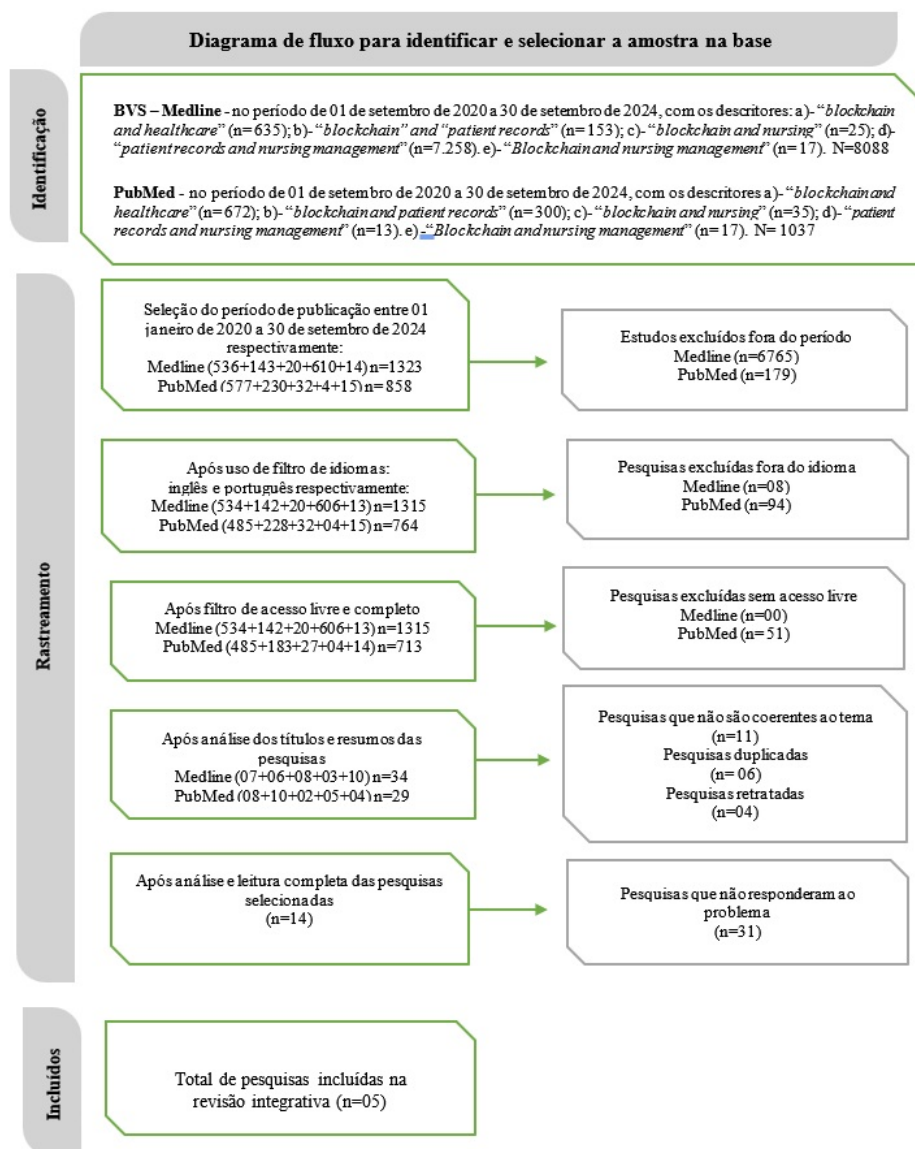 Diagrama de fluxo para identificar e selecionar a amostra na base
Identificação
BVS – Medline - no período de 01 de setembro de 2020 a 30 de setembro de 2024, com os descritores: a)- “blockchain
and healthcare” (n= 635); b)- “blockchain” and “patient records” (n= 153); c)- “blockchain and nursing” (n=25); d)-
“patient records and nursing management” (n=7.258). e)- “Blockchain and nursing management” (n= 17). N=8088
PubMed - no período de 01 de setembro de 2020 a 30 de setembro de 2024, com os descritores a)- “blockchain and
healthcare” (n= 672); b)- “blockchain and patient records” (n= 300); c)- “blockchain and nursing” (n=35); d)- “patient
records and nursing management” (n=13). e) -“Blockchain and nursing management” (n= 17). N= 1037
Rastreamento
Seleção do período de publicação entre 01
janeiro de 2020 a 30 de setembro de 2024
respectivamente:
Medline (536+143+20+610+14) n=1323
PubMed (577+230+32+4+15) n= 858
Estudos excluídos fora do período
Medline (n=6765)
PubMed (n=179)
Após uso de filtro de idiomas:
inglês e português respectivamente:
Medline (534+142+20+606+13) n=1315
PubMed (485+228+32+04+15) n=764
Pesquisas excluídas fora do idioma
Medline (n=08)
PubMed (n=94)
Após filtro de acesso livre e completo
Medline (534+142+20+606+13) n=1315
PubMed (485+183+27+04+14) n=713
Pesquisas excluídas sem acesso livre
Medline (n=00)
PubMed (n= 51)
Após análise dos títulos e resumos das
pesquisas
Medline (07+06+08+03+10) n=34
PubMed (08+10+02+05+04) n=29
Pesquisas que não são coerentes ao tema
(n=11)
Pesquisas duplicadas
(n= 06)
Pesquisas retratadas
(n=04)
Após análise e leitura completa das pesquisas
selecionadas
(n=14)
Pesquisas que não responderam ao
problema
(n=31)
Incluídos
Total de pesquisas incluídas na
revisão integrativa (n=05)